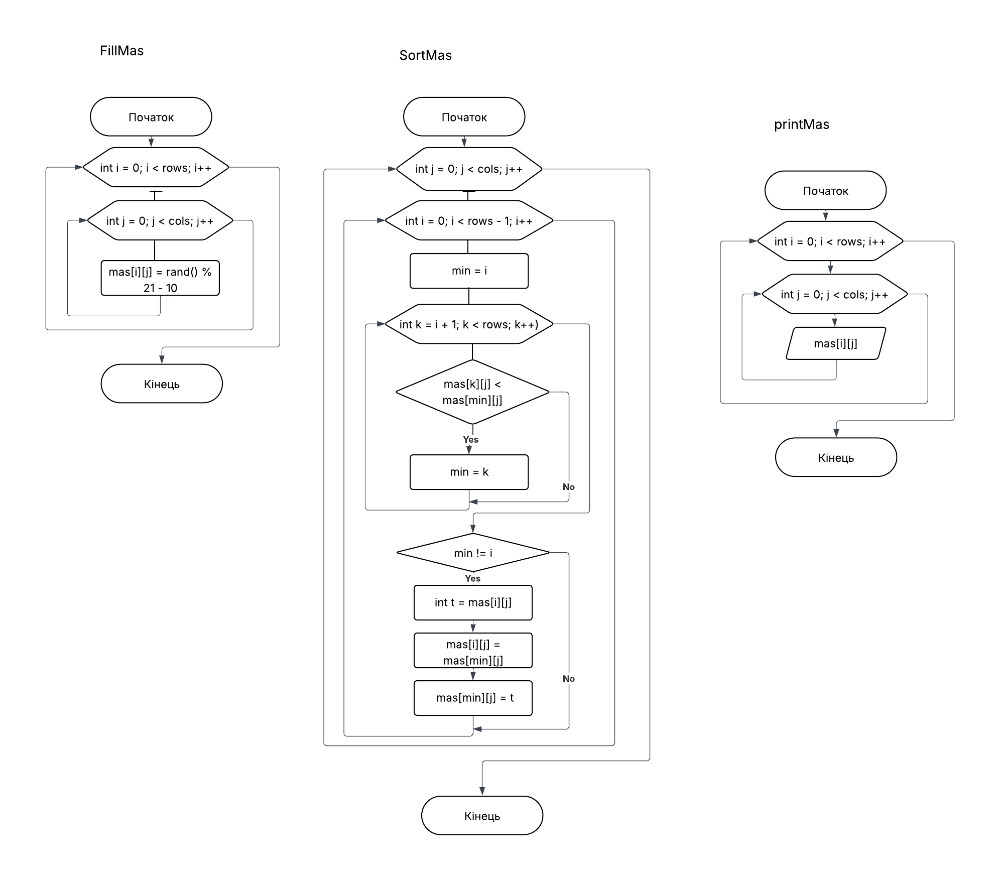 FillMas
Початок
int i = 0; i < rows; i++
int j = 0; j < cols; j++
mas[i][j] = rand() %
21 - 10
Кінець
SortMas
Початок
int j = 0; j < cols; j++
int i = 0; i < rows - 1; i++
min = i
int k = i + 1; k < rows; k++)
mas[k][j] <
mas[min][j]
Yes
min = k
No
min != i
Yes
int t = mas[i][j]
mas[i][j] =
mas[min][j]
No
mas[min][j] = t
Кінець
printMas
Початок
int i = 0; i < rows; i++
int j = 0; j < cols; j++
mas[i][j]
Кінець